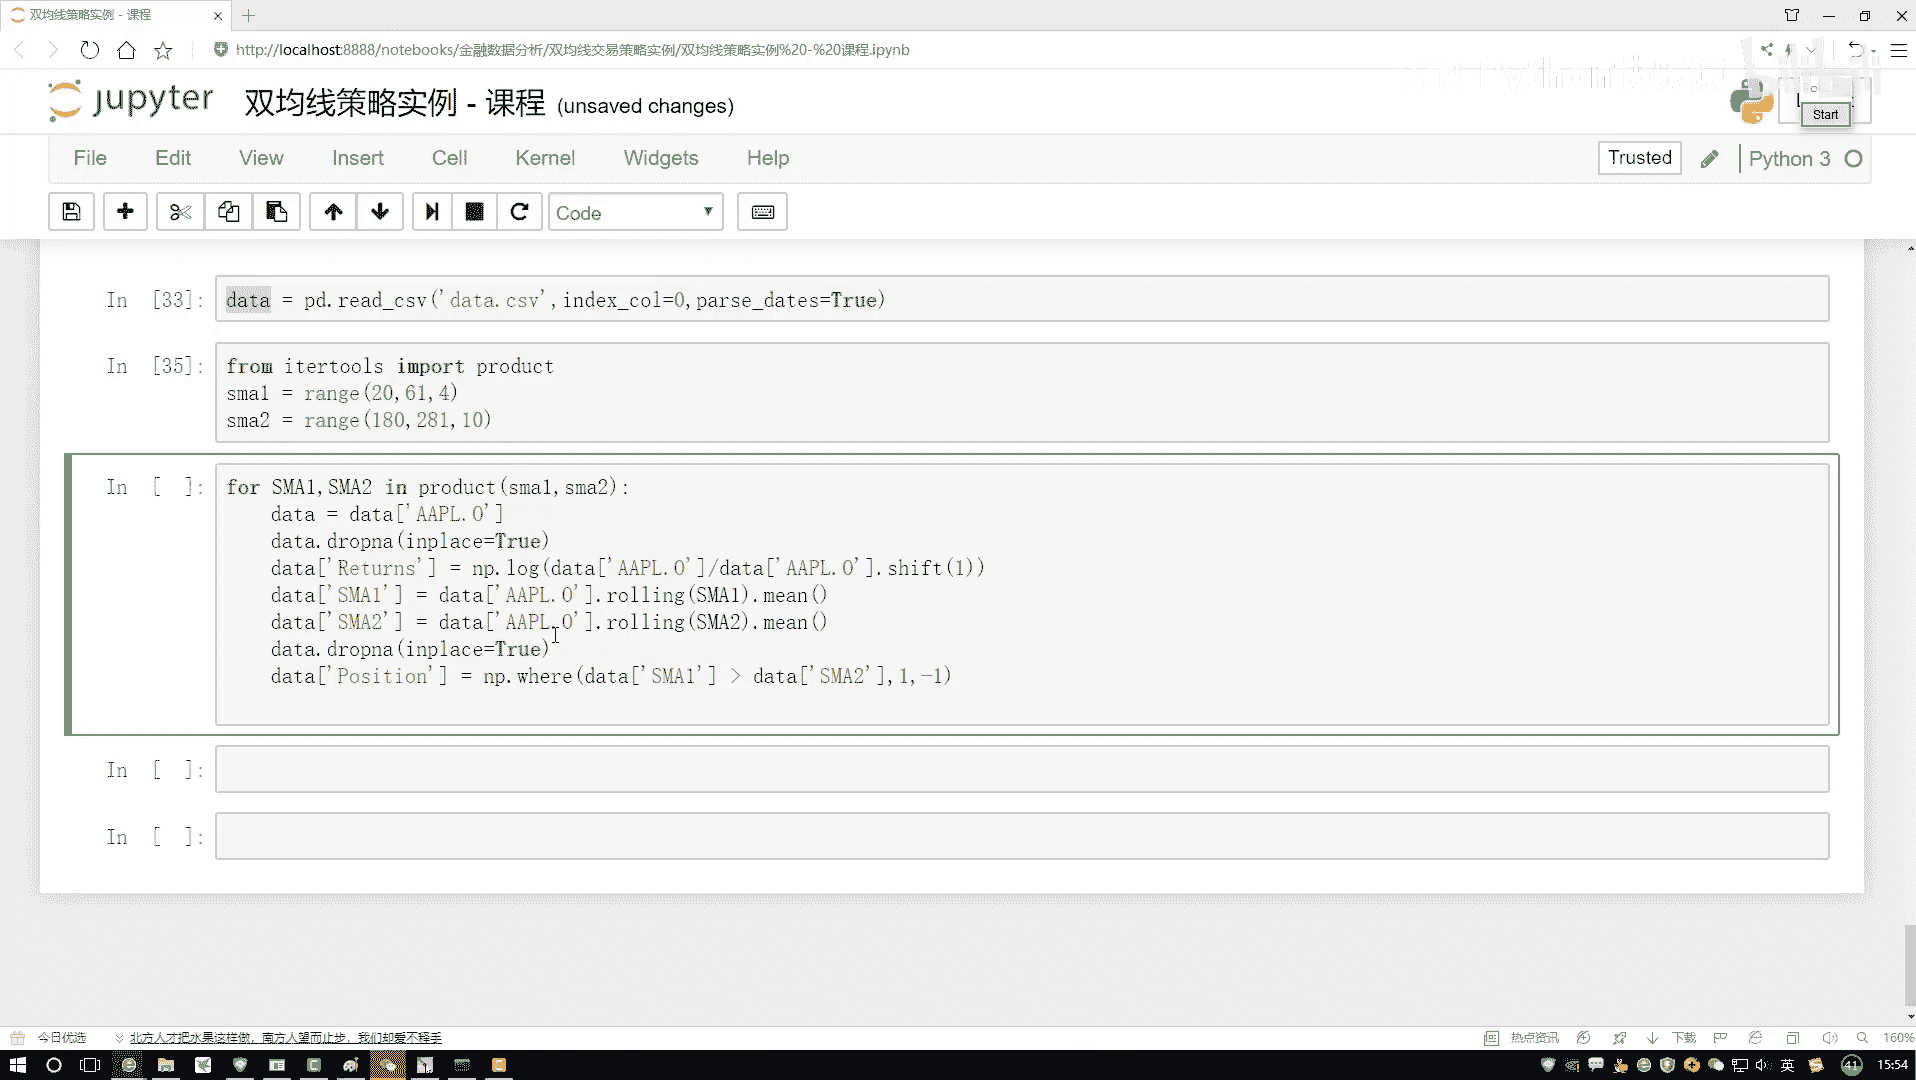 双均线策略实例 - 课程
http://localhost:8888/notebooks/金融数据分析/双均线交易策略实例/双均线策略实例%20-%20课程.ipynb
jupyter 双均线策略实例 - 课程 (unsaved changes)
Start
File Edit View Insert Cell Kernel Widgets Help Trusted Python 3
Code
In [33]: data = pd.read_csv('data.csv',index_col=0,parse_dates=True)
In [35]: from itertools import product
sma1 = range(20,61,4)
sma2 = range(180,281,10)
In [ ]: for SMA1,SMA2 in product(sma1,sma2):
data = data['AAPL.O']
data.dropna(inplace=True)
data['Returns'] = np.log(data['AAPL.O']/data['AAPL.O'].shift(1))
data['SMA1'] = data['AAPL.O'].rolling(SMA1).mean()
data['SMA2'] = data['AAPL.O'].rolling(SMA2).mean()
data.dropna(inplace=True)
data['Position'] = np.where(data['SMA1'] > data['SMA2'],1,-1)
In [ ]:
In [ ]:
今日优选 北方人才把水果这样做，南方人望而止步，我们却爱不释手 热点资讯 下载 160%
英 41 15:54